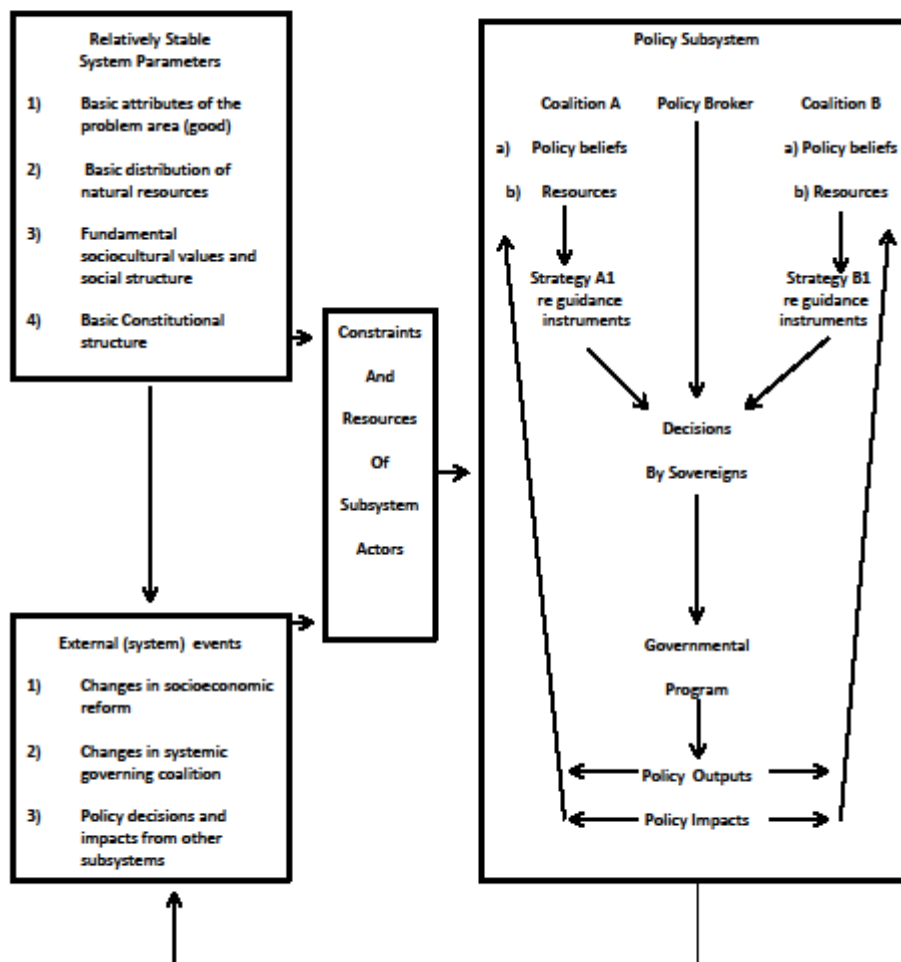 Relatively Stable
System Parameters
1) Basic attributes of the
problem area (good)
2) Basic distribution of
natural resources
3) Fundamental
sociocultural values and
social structure
4) Basic Constitutional
structure
External (system) events
1) Changes in socioeconomic
reform
2) Changes in systemic
governing coalition
3) Policy decisions and
impacts from other
subsystems
Constraints
And
Resources
Of
Subsystem
Actors
Policy Subsystem
Coalition A Policy Broker Coalition B
a) Policy beliefs a) Policy beliefs
b) Resources b) Resources
Strategy A1 Strategy B1
re guidance re guidance
instruments instruments
Decisions
By Sovereigns
Governmental
Program
Policy Outputs
Policy Impacts